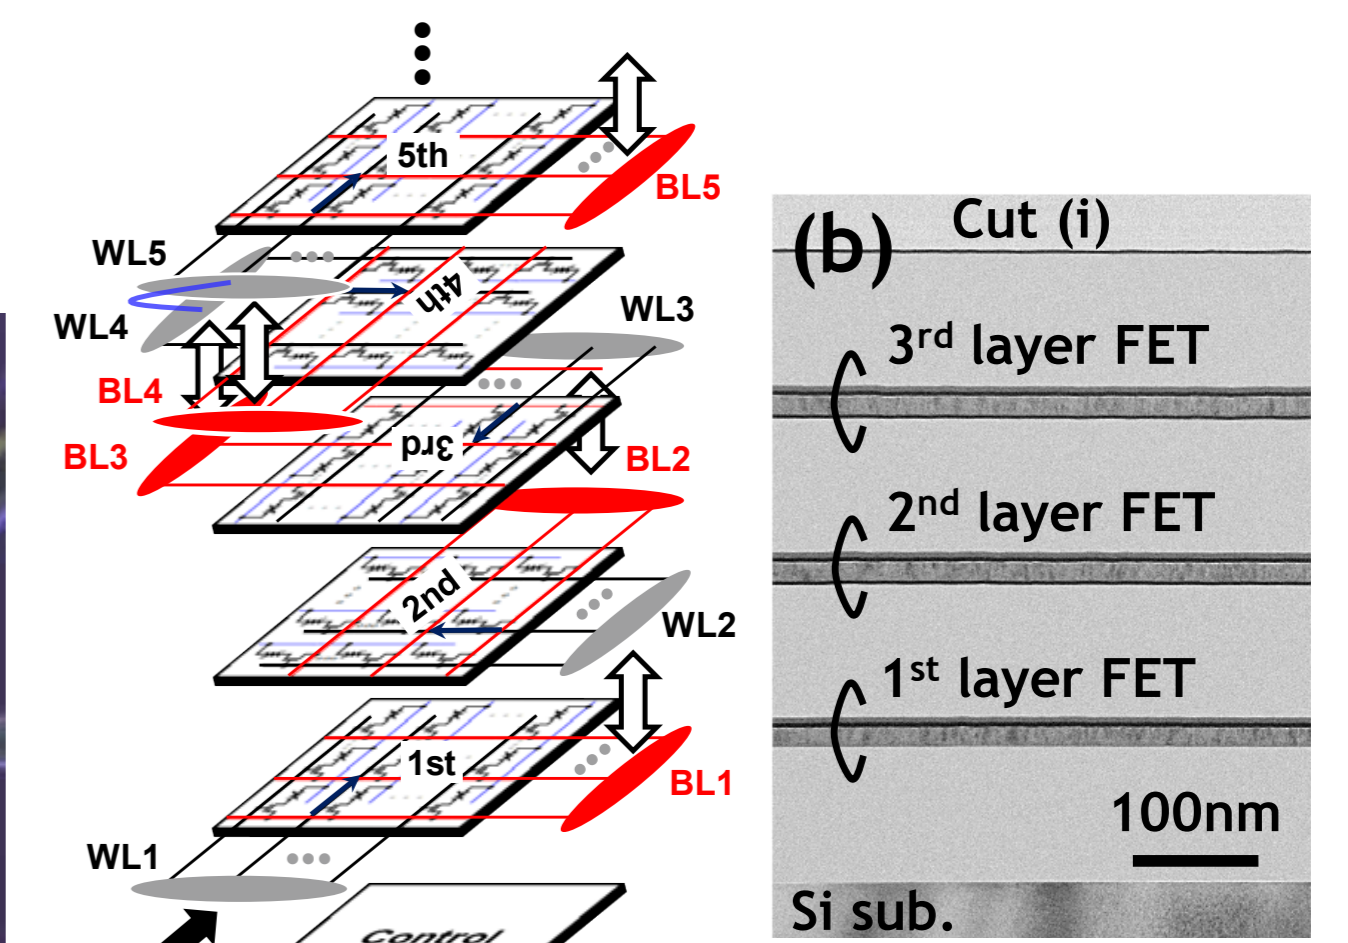 5th
BL5
WL5
4th
WL4
WL3
BL4
3rd
BL3
BL2
2nd
WL2
1st
BL1
WL1
Control
(b)
Cut (i)
3rd layer FET
2nd layer FET
1st layer FET
100nm
Si sub.